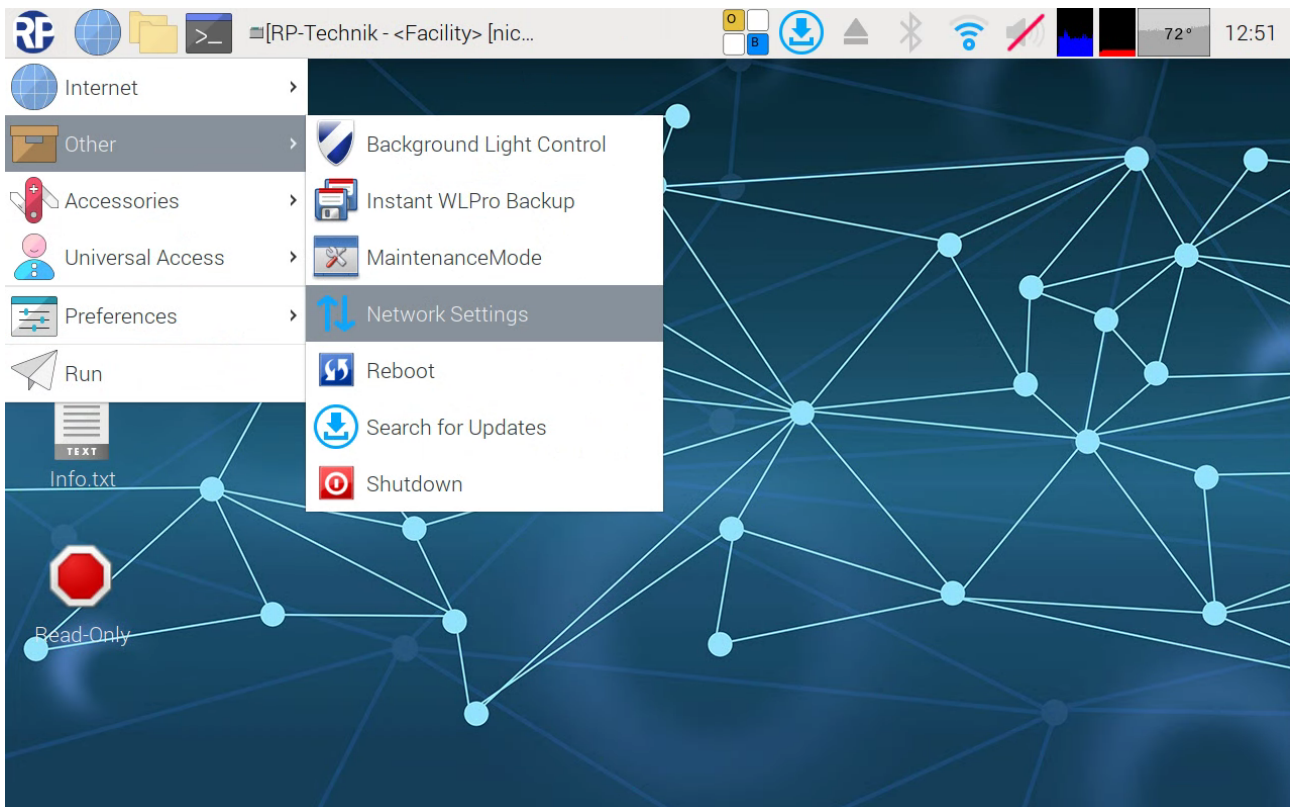 RP
>_
[RP-Technik - <Facility> [nic...
O
B
72°
12:51
Internet
Other
Accessories
Universal Access
Preferences
Run
Background Light Control
Instant WLPro Backup
MaintenanceMode
Network Settings
Reboot
Search for Updates
Shutdown
TEXT
Info.txt
Read-Only